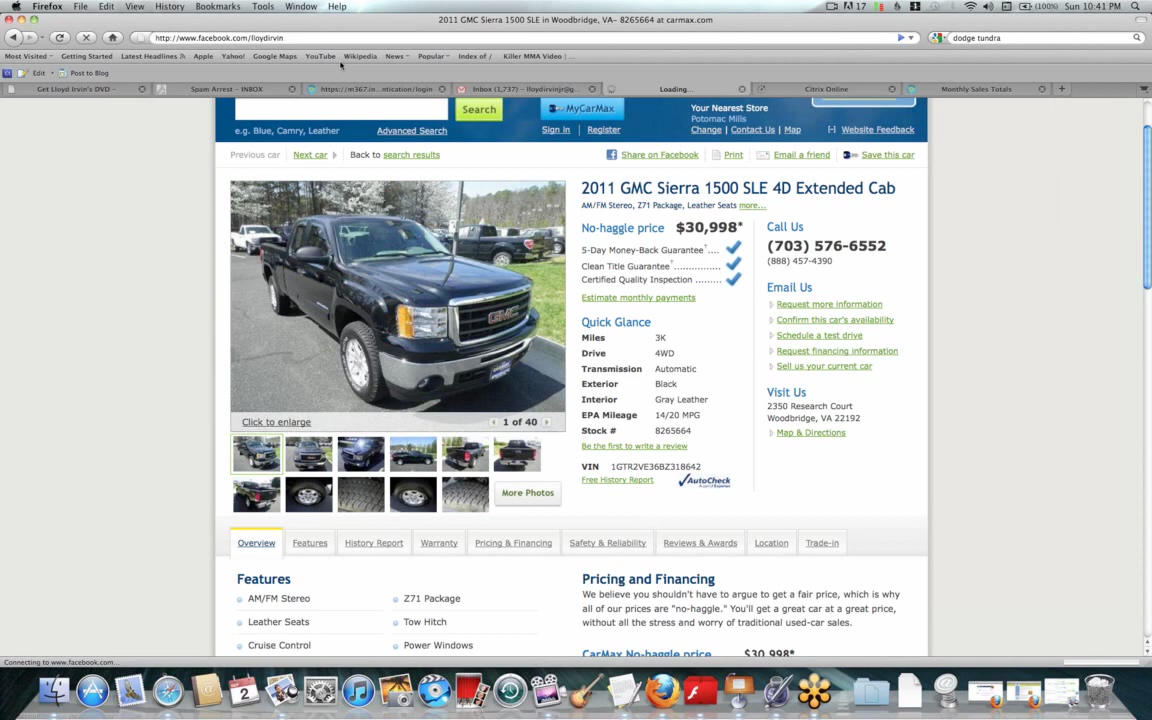 Firefox File Edit View History Bookmarks Tools Window Help 17 (100%) Sun 10:41 PM
2011 GMC Sierra 1500 SLE in Woodbridge, VA- 8265664 at carmax.com
http://www.facebook.com/lloydirvin dodge tundra
Most Visited Getting Started Latest Headlines Apple Yahoo! Google Maps YouTube Wikipedia News Popular Index of / Killer MMA Video | ...
Edit Post to Blog
Get Lloyd Irvin's DVD – Spam Arrest – INBOX https://m367.in...ntication/login Inbox (1,737) – lloydirvinjr@g... Loading... Citrix Online Monthly Sales Totals
Search MyCarMax Your Nearest Store
Potomac Mills
e.g. Blue, Camry, Leather Advanced Search Sign in | Register Change | Contact Us | Map [-] Website Feedback
Previous car Next car Back to search results Share on Facebook Print Email a friend Save this car
2011 GMC Sierra 1500 SLE 4D Extended Cab
AM/FM Stereo, Z71 Package, Leather Seats more...
No-haggle price $30,998*
5-Day Money-Back Guarantee†....
Clean Title Guarantee†...............
Certified Quality Inspection .........
Estimate monthly payments
Quick Glance
Miles 3K
Drive 4WD
Transmission Automatic
Exterior Black
Interior Gray Leather
EPA Mileage 14/20 MPG
Stock # 8265664
Be the first to write a review
VIN 1GTR2VE36BZ318642
Free History Report AutoCheck
Call Us
(703) 576-6552
(888) 457-4390
Email Us
Request more information
Confirm this car's availability
Schedule a test drive
Request financing information
Sell us your current car
Visit Us
2350 Research Court
Woodbridge, VA 22192
Map & Directions
GMC
Click to enlarge 1 of 40
More Photos
Overview Features History Report Warranty Pricing & Financing Safety & Reliability Reviews & Awards Location Trade-in
Features
AM/FM Stereo Z71 Package
Leather Seats Tow Hitch
Cruise Control Power Windows
Pricing and Financing
We believe you shouldn't have to argue to get a fair price, which is why
all of our prices are "no-haggle." You'll get a great car at a great price,
without all the stress and worry of traditional used-car sales.
CarMax No-haggle price $30,998*
Connecting to www.facebook.com...
2